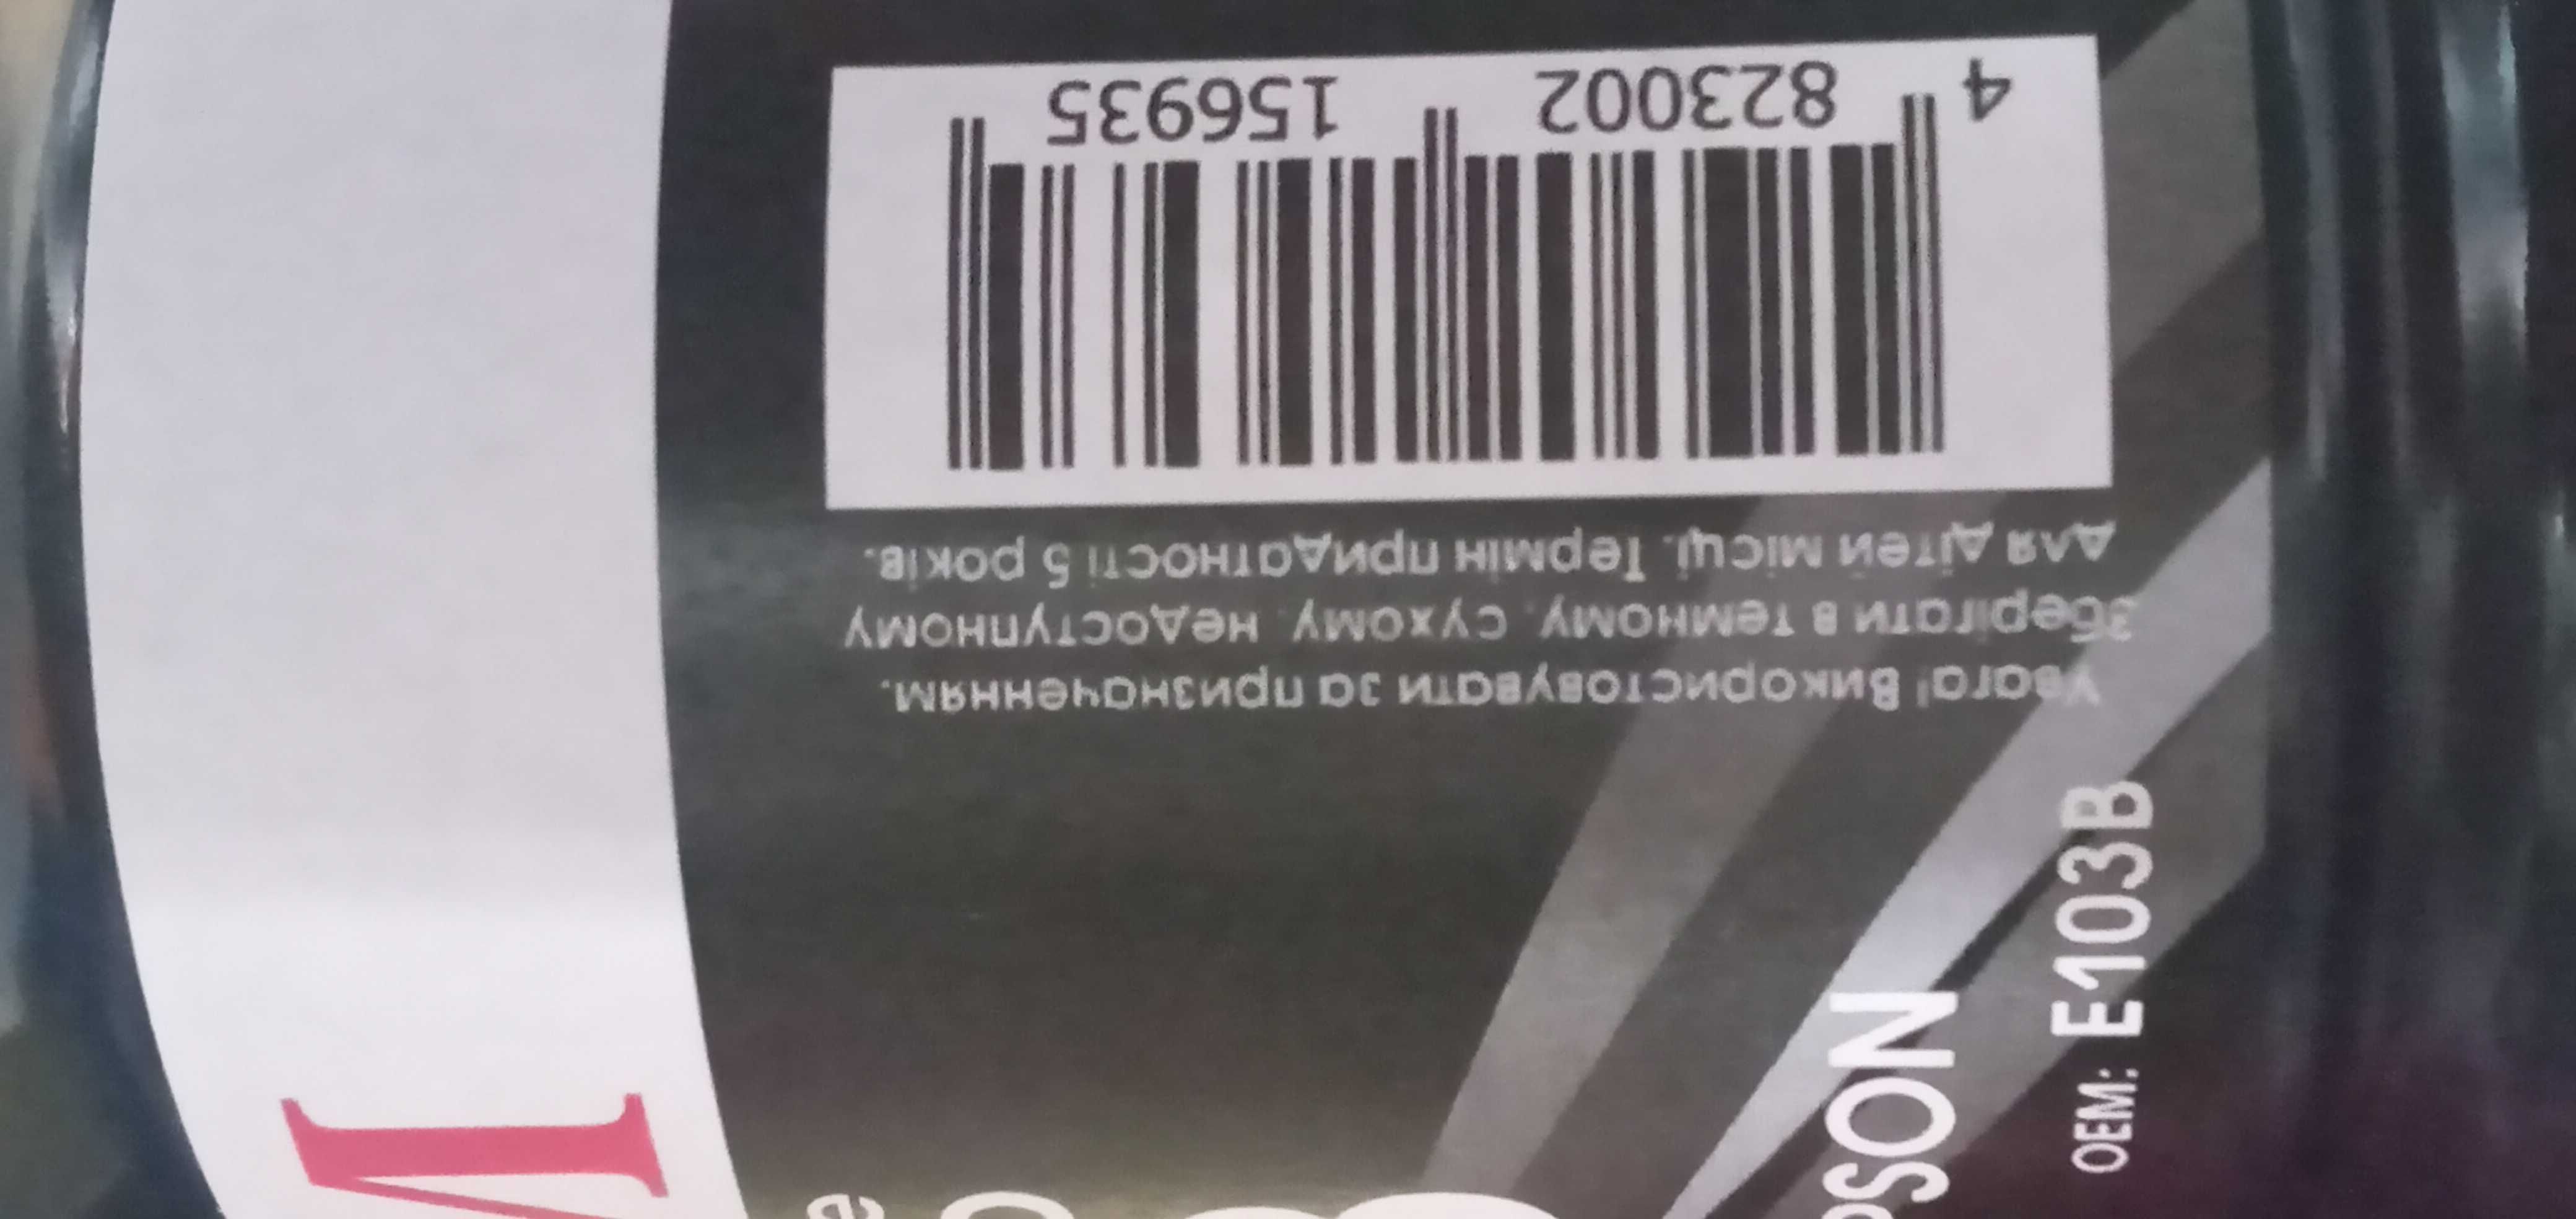 Увага! Використовувати за призначенням.
Зберігати в темному, сухому, недоступному
для дітей місці. Термін придатності 5 років.
4 823002 156935
OEM: E103B